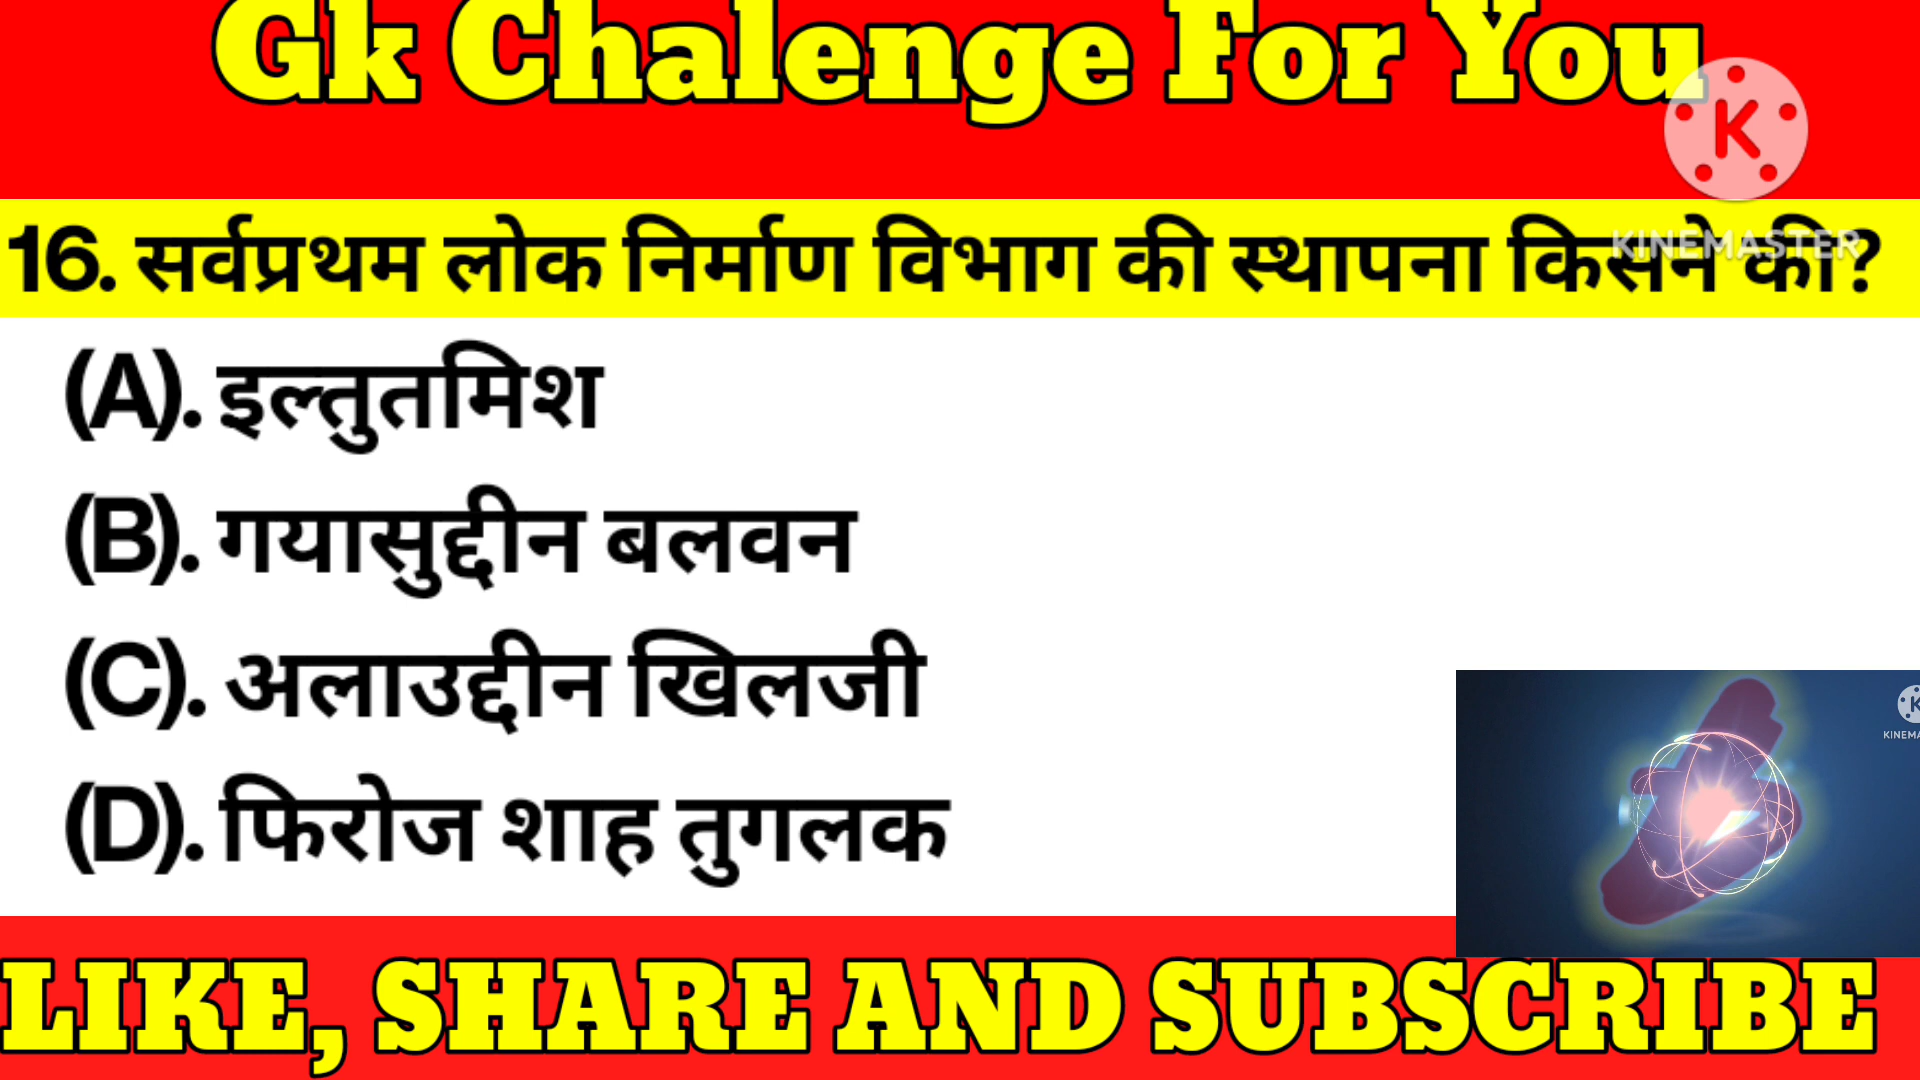 Gk Chalenge For You
K
KINEMASTER
16. सर्वप्रथम लोक निर्माण विभाग की स्थापना किसने की?
(A). इल्तुतमिश
(B). गयासुद्दीन बलवन
(C). अलाउद्दीन खिलजी
(D). फिरोज शाह तुगलक
K
KINEMA
LIKE, SHARE AND SUBSCRIBE